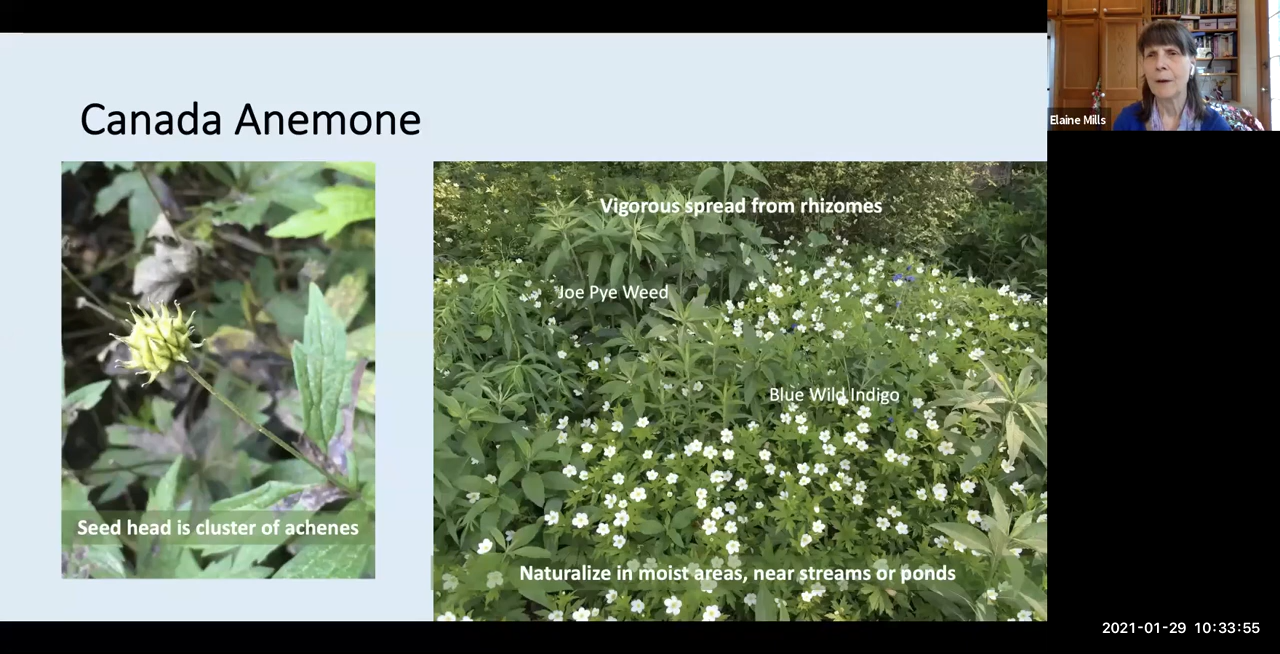 Canada Anemone
Elaine Mills
Vigorous spread from rhizomes
Joe Pye Weed
Blue Wild Indigo
Seed head is cluster of achenes
Naturalize in moist areas, near streams or ponds
2021-01-29 10:33:55